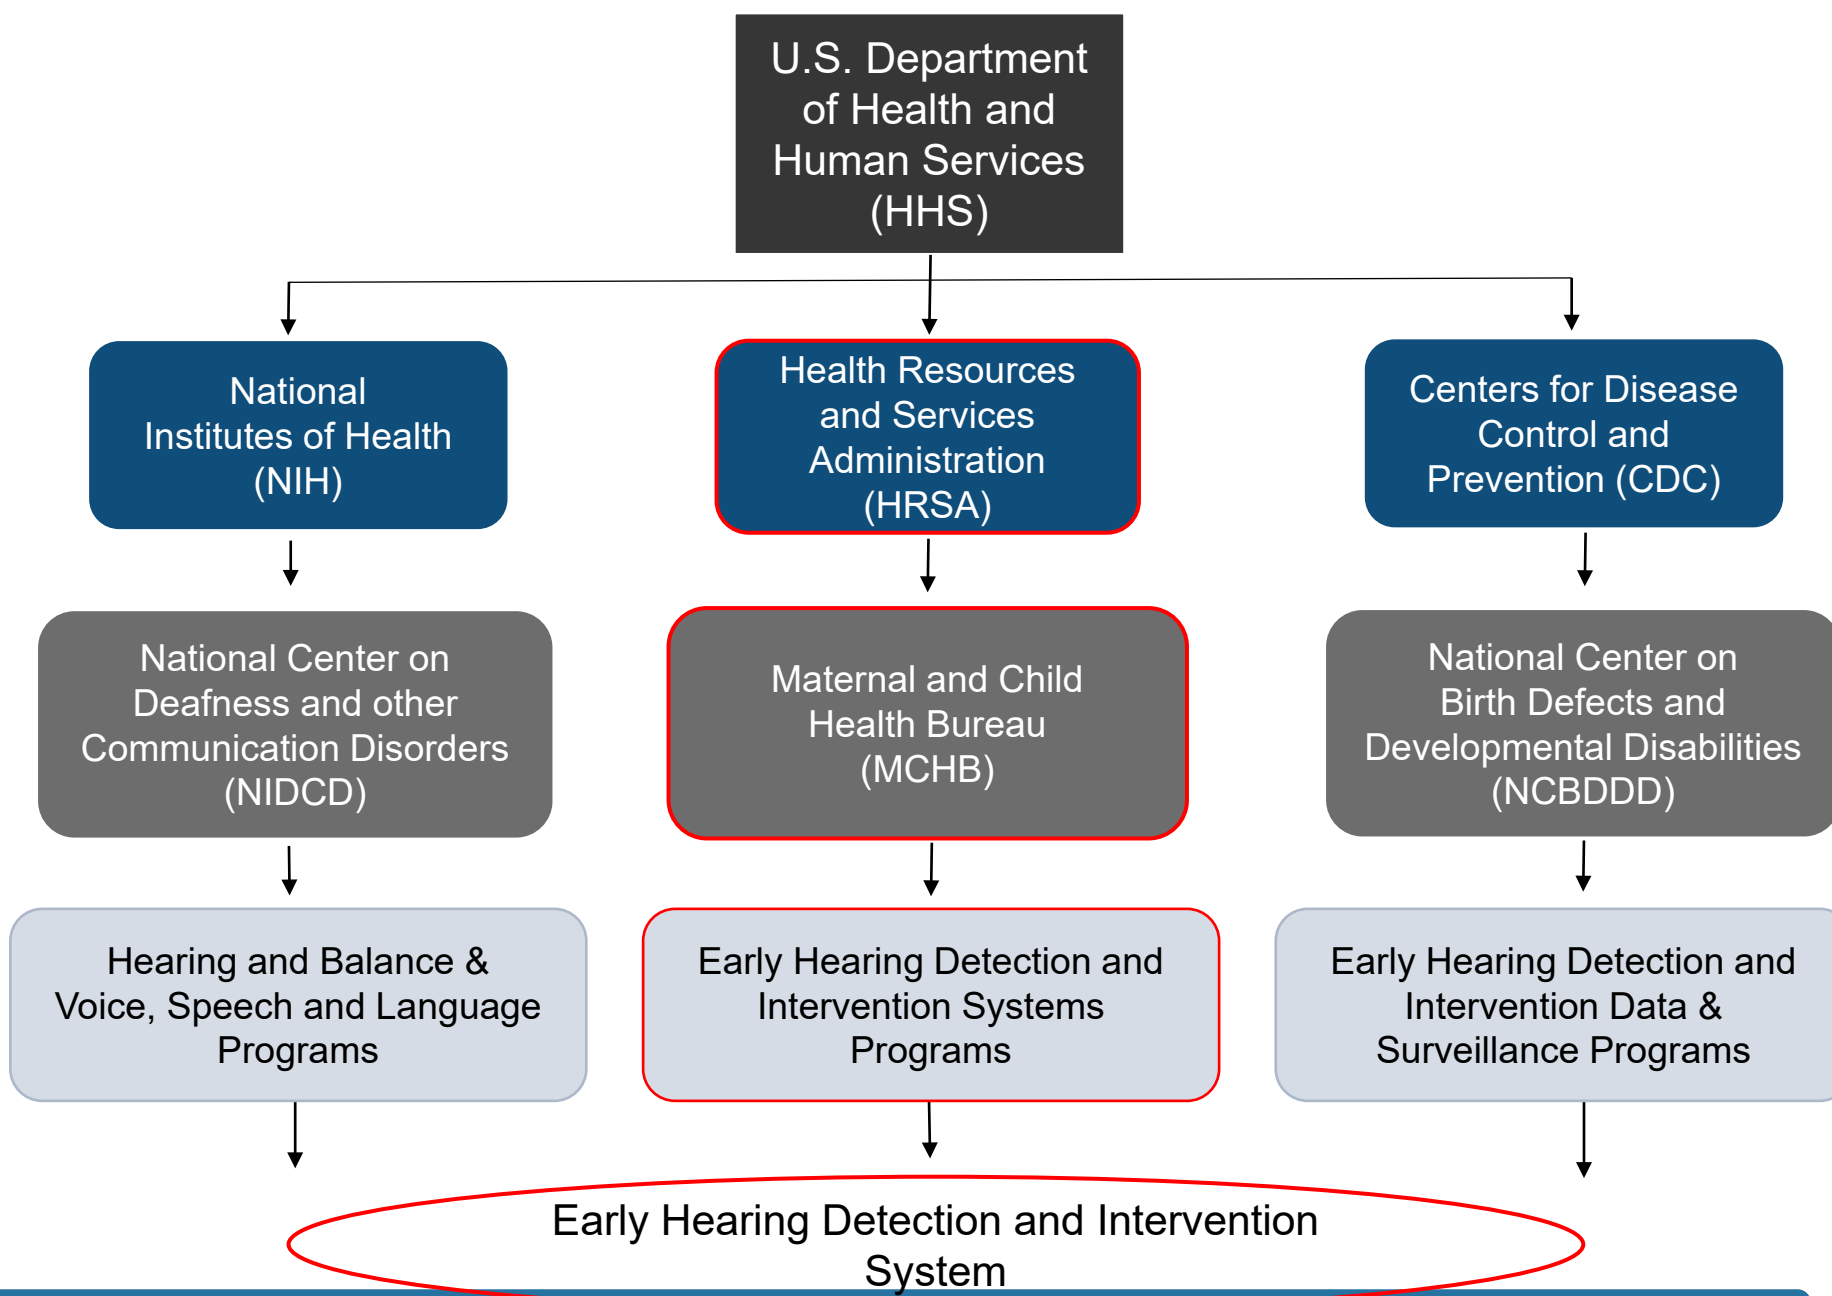 U.S. Department
of Health and
Human Services
(HHS)
National
Institutes of Health
(NIH)
Health Resources
and Services
Administration
(HRSA)
Centers for Disease
Control and
Prevention (CDC)
National Center on
Deafness and other
Communication Disorders
(NIDCD)
Maternal and Child
Health Bureau
(MCHB)
National Center on
Birth Defects and
Developmental Disabilities
(NCBDDD)
Hearing and Balance &
Voice, Speech and Language
Programs
Early Hearing Detection and
Intervention Systems
Programs
Early Hearing Detection and
Intervention Data &
Surveillance Programs
Early Hearing Detection and Intervention
System